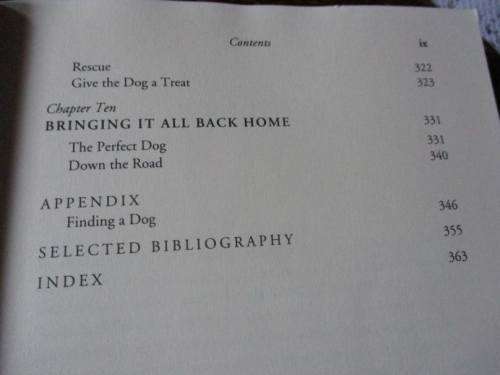 Contents ix
Rescue 322
Give the Dog a Treat 323
Chapter Ten
BRINGING IT ALL BACK HOME 331
The Perfect Dog 331
Down the Road 340
APPENDIX
Finding a Dog 346
SELECTED BIBLIOGRAPHY 355
INDEX 363